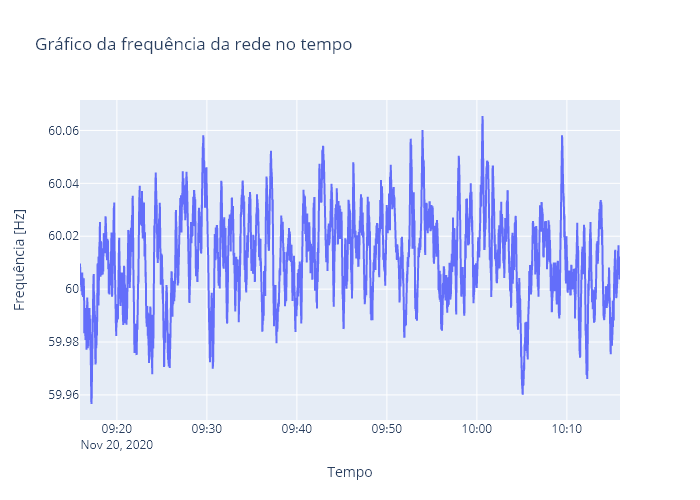 Gráfico da frequência da rede no tempo
60.06
60.04
60.02
60
59.98
59.96
Frequência [Hz]
09:20 09:30 09:40 09:50 10:00 10:10
Nov 20, 2020
Tempo